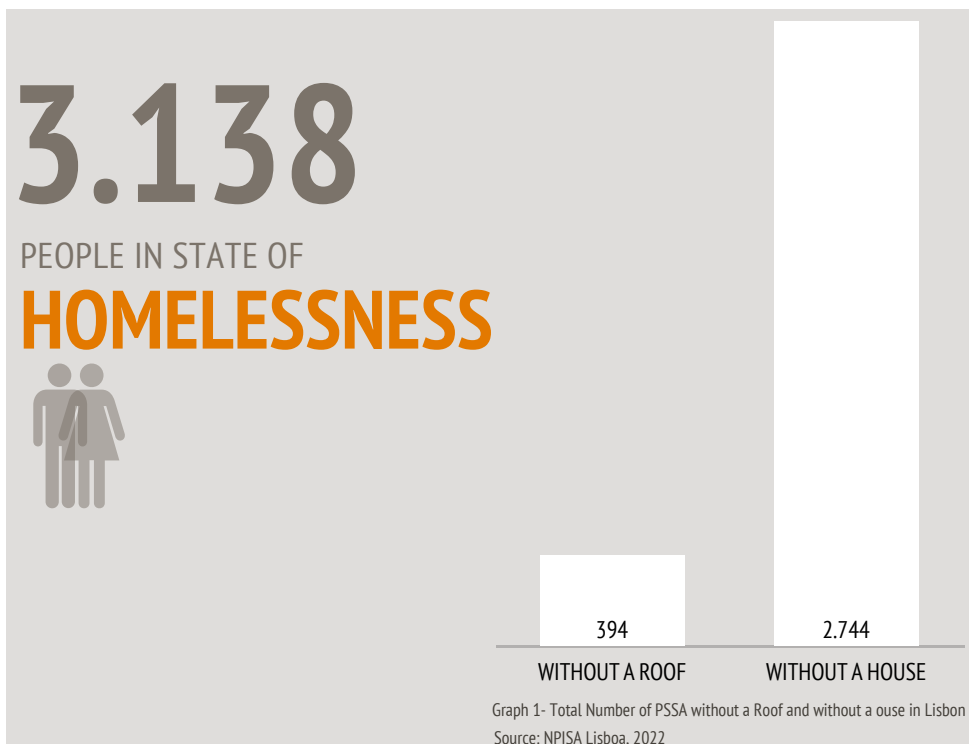 3.138
PEOPLE IN STATE OF
HOMELESSNESS
394
2.744
WITHOUT A ROOF
WITHOUT A HOUSE
Graph 1- Total Number of PSSA without a Roof and without a ouse in Lisbon
Source: NPISA Lisboa, 2022